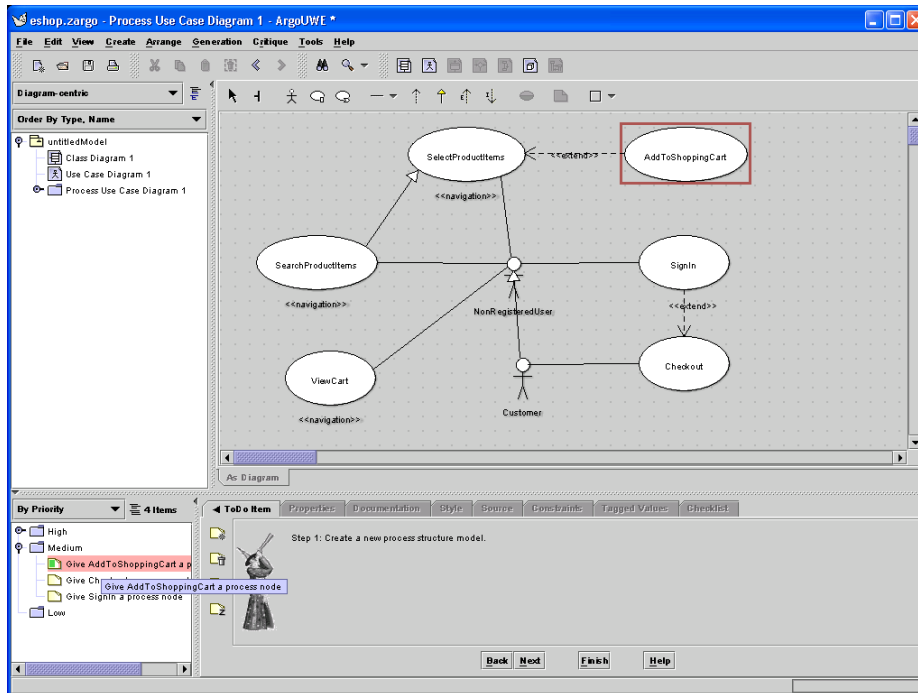 eshop.zargo - Process Use Case Diagram 1 - ArgoUWE *
File Edit View Create Arrange Generation Critique Tools Help
Diagram-centric
Order By Type, Name
untitledModel
Class Diagram 1
Use Case Diagram 1
Process Use Case Diagram 1
SelectProductItems
<<extend>>
AddToShoppingCart
<<navigation>>
SearchProductItems
SignIn
<<navigation>>
<<extend>>
NonRegisteredUser
ViewCart
Checkout
Customer
<<navigation>>
As Diagram
By Priority
4 Items
High
Medium
Give AddToShoppingCart a p
Give Ch
Give AddToShoppingCart a process node
Give SignIn a process node
Low
ToDo Item Properties Documentation Style Source Constraints Tagged Values Checklist
Step 1: Create a new process structure model.
Back Next Finish Help